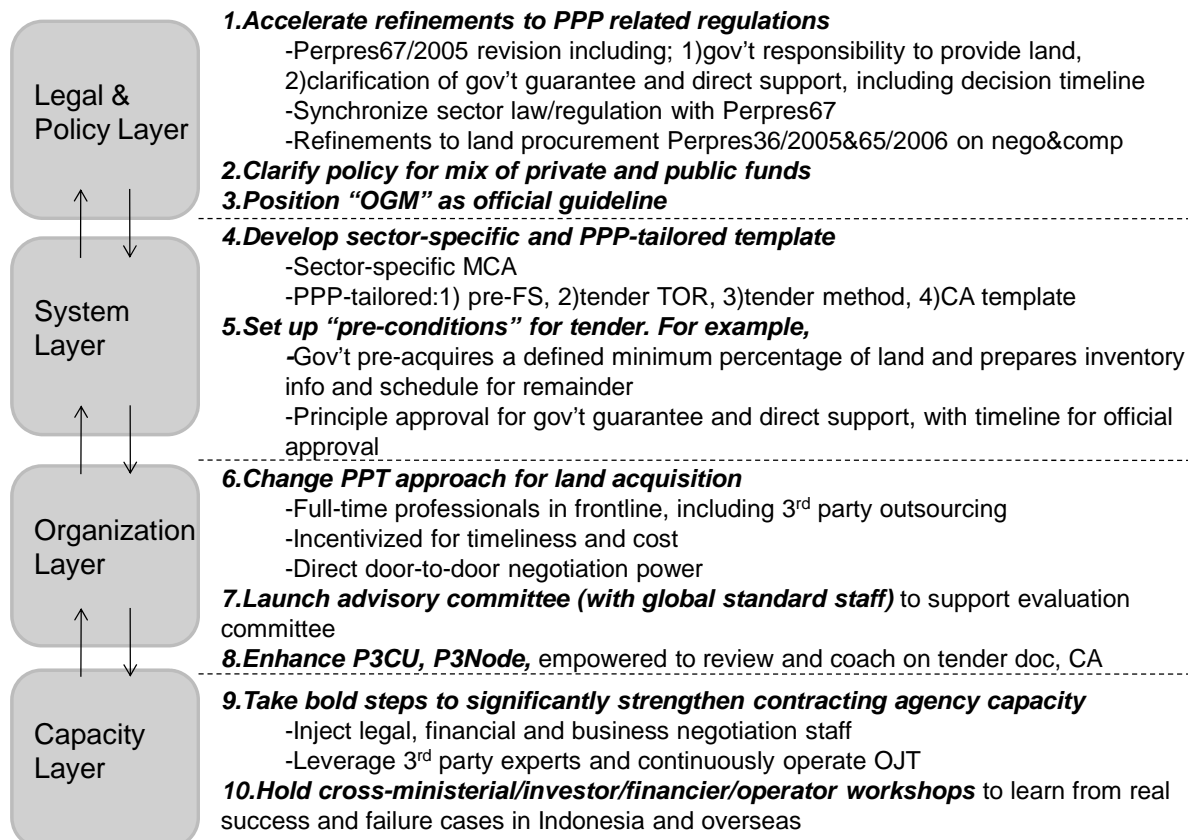 Legal &
Policy Layer
1.Accelerate refinements to PPP related regulations
-Perpres67/2005 revision including; 1)gov’t responsibility to provide land,
2)clarification of gov’t guarantee and direct support, including decision timeline
-Synchronize sector law/regulation with Perpres67
-Refinements to land procurement Perpres36/2005&65/2006 on nego&comp
2.Clarify policy for mix of private and public funds
3.Position “OGM” as official guideline
System
Layer
4.Develop sector-specific and PPP-tailored template
-Sector-specific MCA
-PPP-tailored:1) pre-FS, 2)tender TOR, 3)tender method, 4)CA template
5.Set up “pre-conditions” for tender. For example,
-Gov’t pre-acquires a defined minimum percentage of land and prepares inventory
info and schedule for remainder
-Principle approval for gov’t guarantee and direct support, with timeline for official
approval
Organization
Layer
6.Change PPT approach for land acquisition
-Full-time professionals in frontline, including 3rd party outsourcing
-Incentivized for timeliness and cost
-Direct door-to-door negotiation power
7.Launch advisory committee (with global standard staff) to support evaluation
committee
8.Enhance P3CU, P3Node, empowered to review and coach on tender doc, CA
Capacity
Layer
9.Take bold steps to significantly strengthen contracting agency capacity
-Inject legal, financial and business negotiation staff
-Leverage 3rd party experts and continuously operate OJT
10.Hold cross-ministerial/investor/financier/operator workshops to learn from real
success and failure cases in Indonesia and overseas